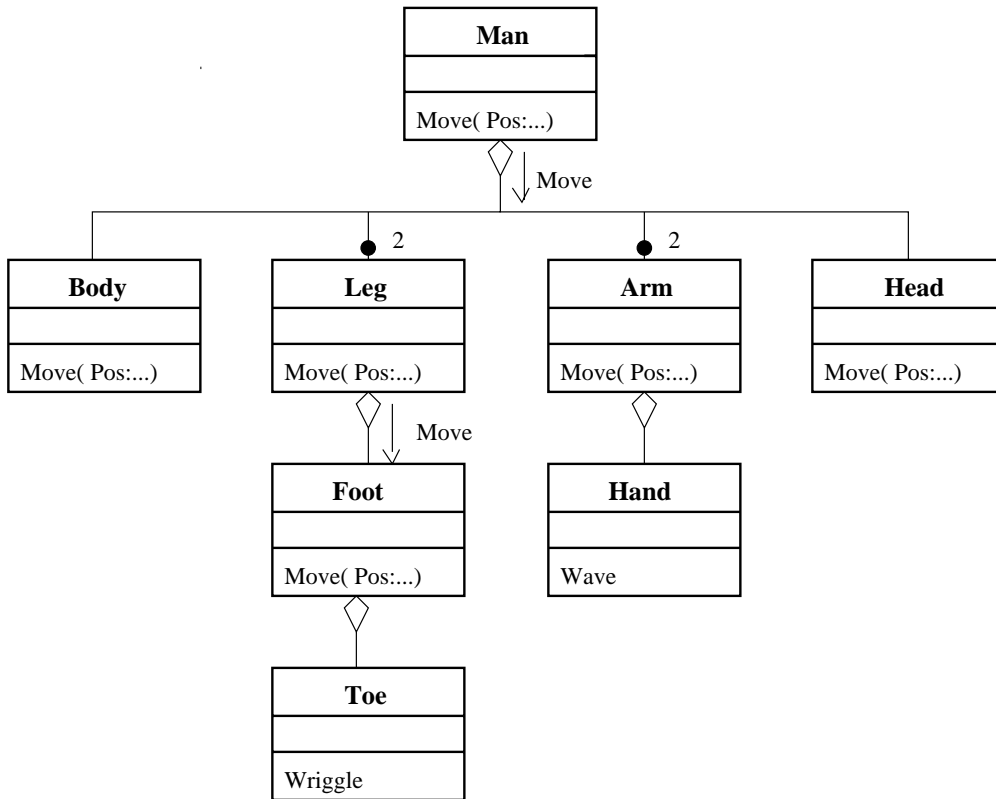 Man
Move( Pos:...)
Move
2
2
Body
Leg
Arm
Head
Move( Pos:...)
Move( Pos:...)
Move( Pos:...)
Move( Pos:...)
Move
Foot
Hand
Move( Pos:...)
Wave
Toe
Wriggle